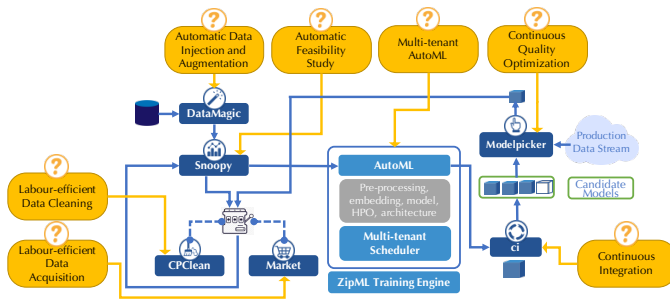 ?
?
?
?
Automatic Data
Injection and
Augmentation
Automatic
Feasibility
Study
Multi-tenant
AutoML
Continuous
Quality
Optimization
DataMagic
Modelpicker
Production
Data Stream
Snoopy
AutoML
?
Labour-efficient
Data Cleaning
Pre-processing,
embedding, model,
HPO, architecture
Candidate
Models
?
Labour-efficient
Data
Acquisition
Multi-tenant
Scheduler
ci
?
Continuous
Integration
CPClean
Market
ZipML Training Engine